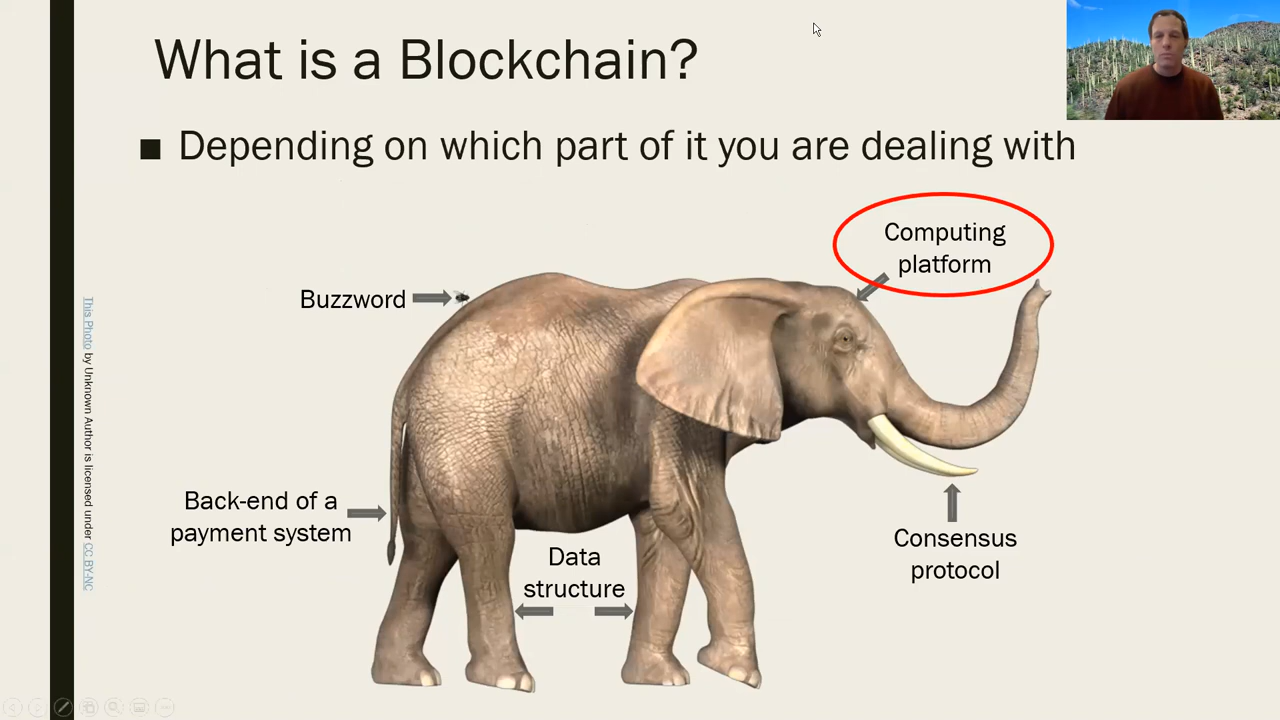 What is a Blockchain?
■ Depending on which part of it you are dealing with
Computing
platform
Buzzword
Back-end of a
payment system
Data
structure
Consensus
protocol
This Photo by Unknown Author is licensed under CC BY-NC